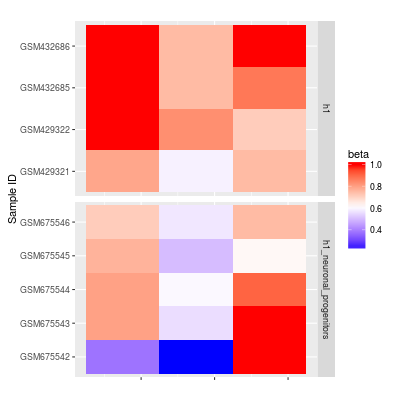 GSM432686
GSM432685
GSM429322
GSM429321
h1
GSM675546
GSM675545
GSM675544
GSM675543
GSM675542
h1_neuronal_progenitors
Sample ID
beta
1.0
0.8
0.6
0.4